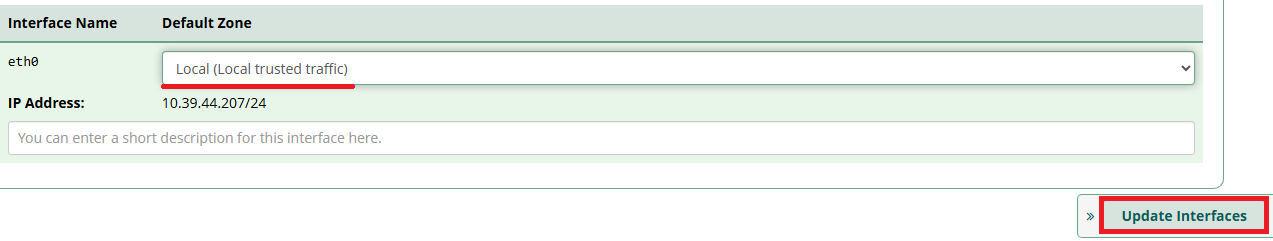 Interface Name Default Zone
eth0 Local (Local trusted traffic)
IP Address: 10.39.44.207/24
You can enter a short description for this interface here.
» Update Interfaces